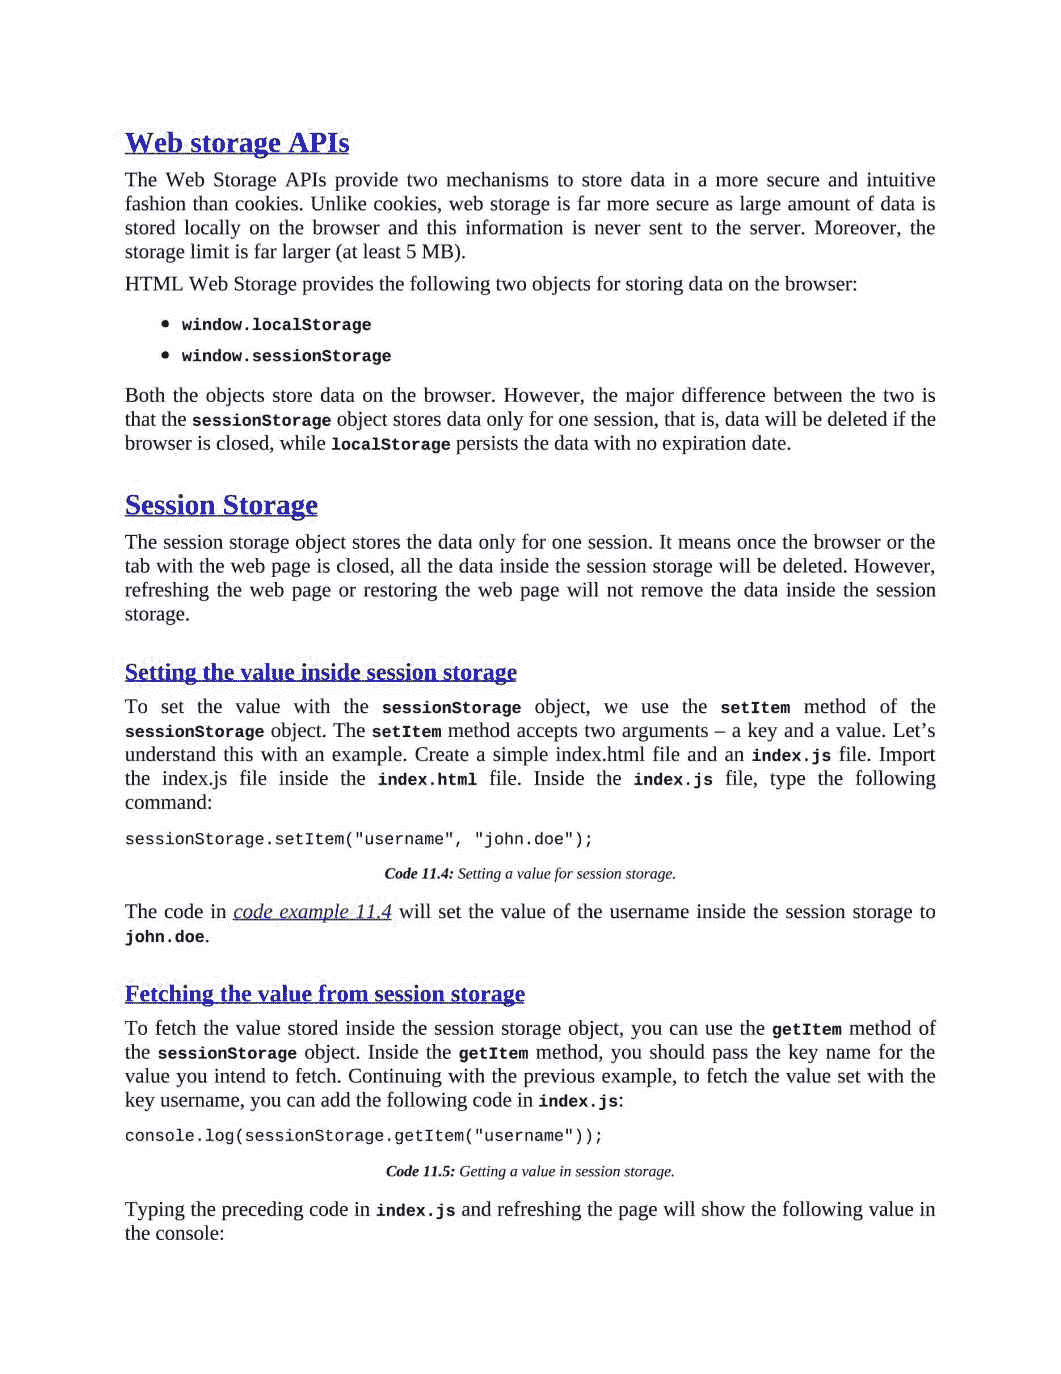 Web storage APIs
The Web Storage APIs provide two mechanisms to store data in a more secure and intuitive
fashion than cookies. Unlike cookies, web storage is far more secure as large amount of data is
stored locally on the browser and this information is never sent to the server. Moreover, the
storage limit is far larger (at least 5 MB).
HTML Web Storage provides the following two objects for storing data on the browser:
● window.localStorage
● window.sessionStorage
Both the objects store data on the browser. However, the major difference between the two is
that the sessionStorage object stores data only for one session, that is, data will be deleted if the
browser is closed, while localStorage persists the data with no expiration date.
Session Storage
The session storage object stores the data only for one session. It means once the browser or the
tab with the web page is closed, all the data inside the session storage will be deleted. However,
refreshing the web page or restoring the web page will not remove the data inside the session
storage.
Setting the value inside session storage
To set the value with the sessionStorage object, we use the setItem method of the
sessionStorage object. The setItem method accepts two arguments – a key and a value. Let’s
understand this with an example. Create a simple index.html file and an index.js file. Import
the index.js file inside the index.html file. Inside the index.js file, type the following
command:
sessionStorage.setItem("username", "john.doe");
Code 11.4: Setting a value for session storage.
The code in code example 11.4 will set the value of the username inside the session storage to
john.doe.
Fetching the value from session storage
To fetch the value stored inside the session storage object, you can use the getItem method of
the sessionStorage object. Inside the getItem method, you should pass the key name for the
value you intend to fetch. Continuing with the previous example, to fetch the value set with the
key username, you can add the following code in index.js:
console.log(sessionStorage.getItem("username"));
Code 11.5: Getting a value in session storage.
Typing the preceding code in index.js and refreshing the page will show the following value in
the console: